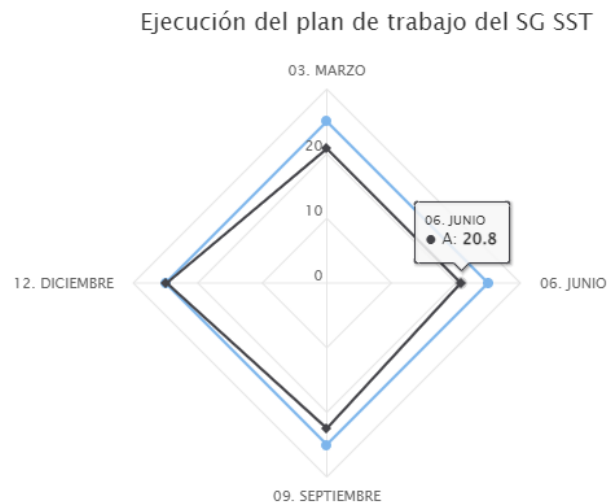 Ejecución del plan de trabajo del SG SST
03. MARZO
20
10
06. JUNIO
● A: 20.8
0
12. DICIEMBRE
06. JUNIO
09. SEPTIEMBRE